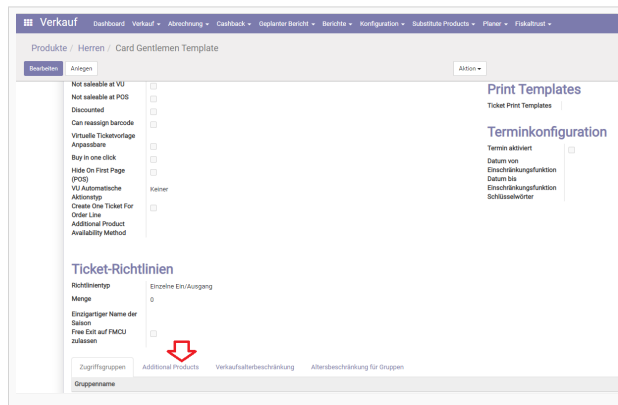 Verkauf Dashboard Verkauf Abrechnung Cashback Geplanter Bericht Berichte Konfiguration Substitute Products Planer Fiskaltrust
Produkte / Herren / Card Gentlemen Template
Bearbeiten Anlegen Aktion
Not saleable at VU
Not saleable at POS
Discounted
Can reassign barcode
Virtuelle Ticketvorlage
Anpassbare
Buy in one click
Hide On First Page
(POS)
VU Automatische
Aktionstyp
Keiner
Create One Ticket For
Order Line
Additional Product
Availability Method
Print Templates
Ticket Print Templates
Terminkonfiguration
Termin aktiviert
Datum von
Einschränkungsfunktion
Datum bis
Einschränkungsfunktion
Schlüsselwörter
Ticket-Richtlinien
Richtlinientyp Einzelne Ein/Ausgang
Menge 0
Einzigartiger Name der
Saison
Free Exit auf FMCU
zulassen
Zugriffsgruppen Additional Products Verkaufsalterbeschränkung Altersbeschränkung für Gruppen
Gruppenname